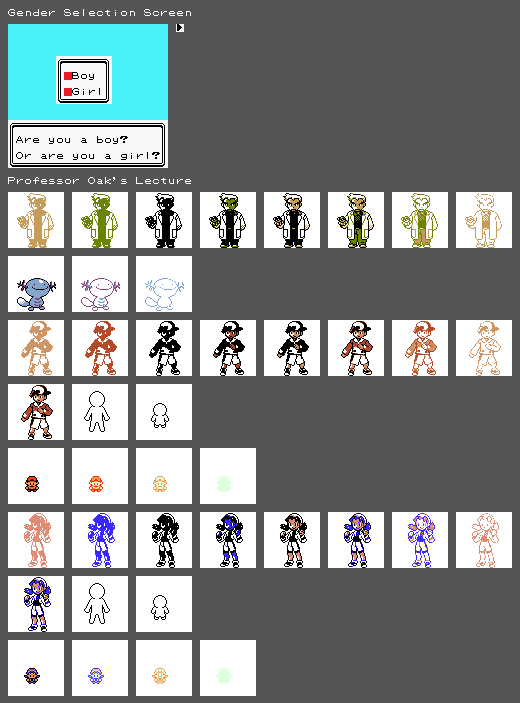 Gender Selection Screen
Boy
Girl
Are you a boy?
Or are you a girl?
Professor Oak's Lecture